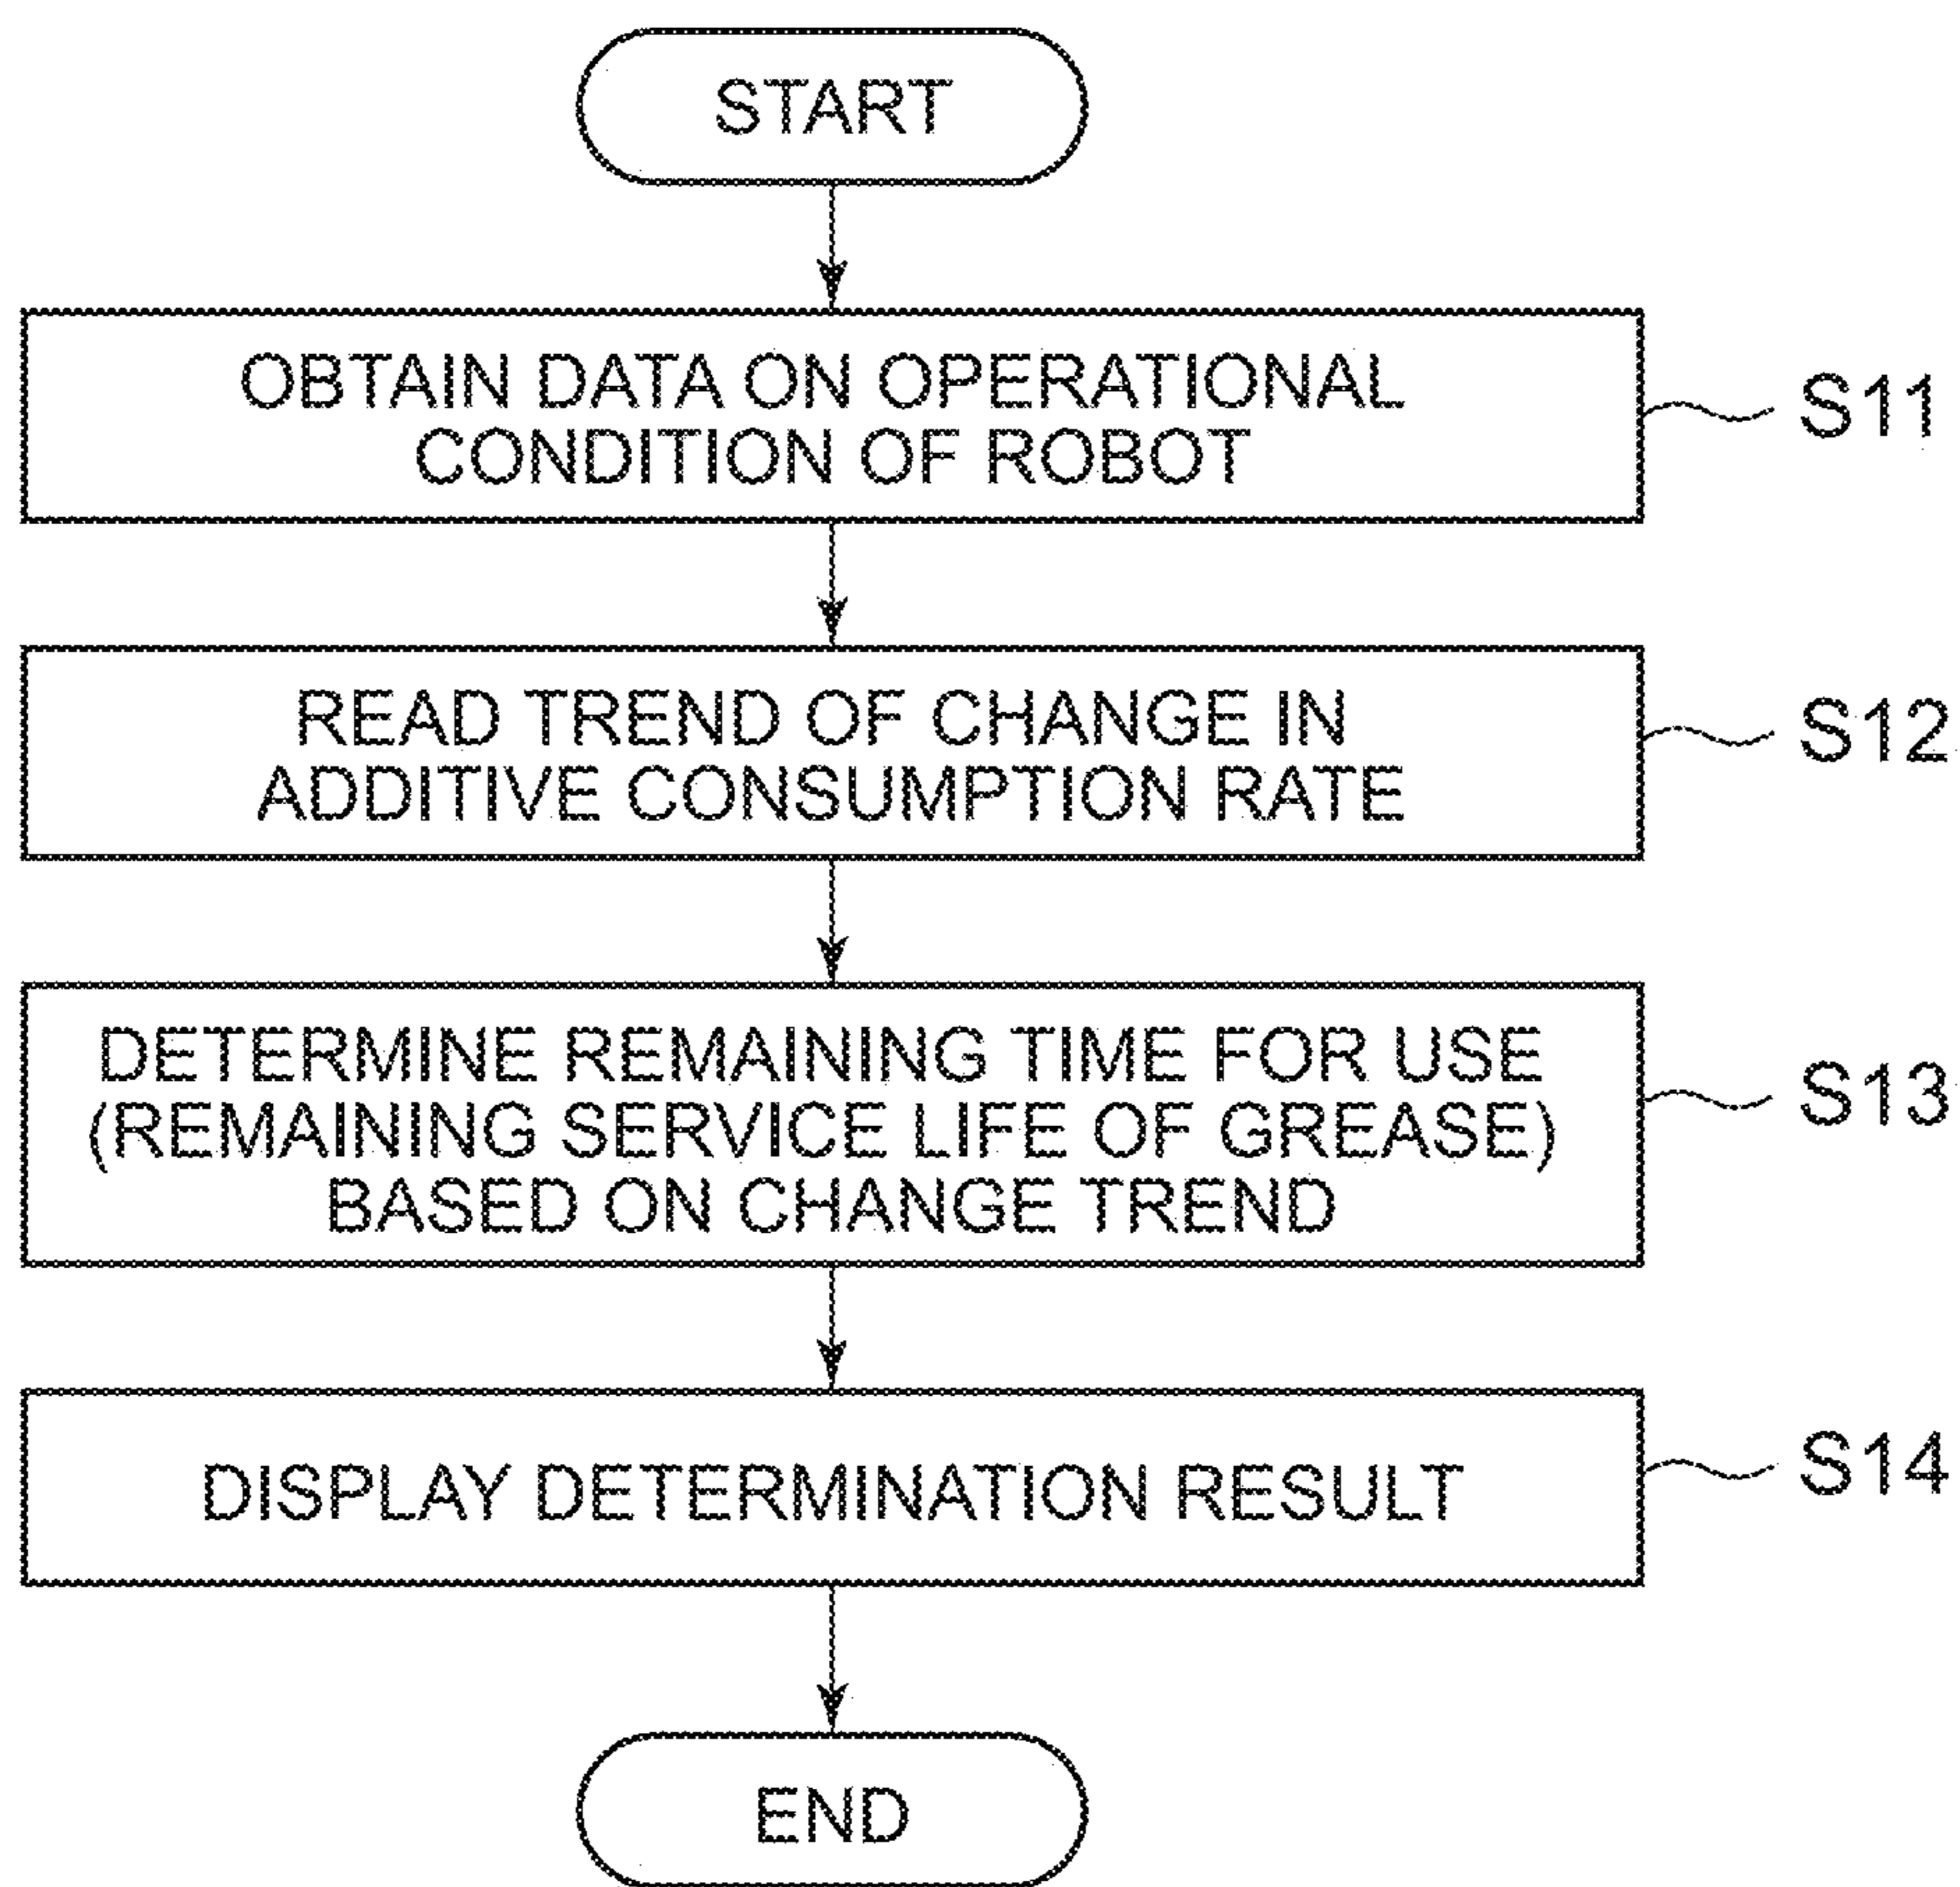 START
OBTAIN DATA ON OPERATIONAL
CONDITION OF ROBOT
S11
READ TREND OF CHANGE IN
ADDITIVE CONSUMPTION RATE
S12
DETERMINE REMAINING TIME FOR USE
(REMAINING SERVICE LIFE OF GREASE)
BASED ON CHANGE TREND
S13
DISPLAY DETERMINATION RESULT
S14
END